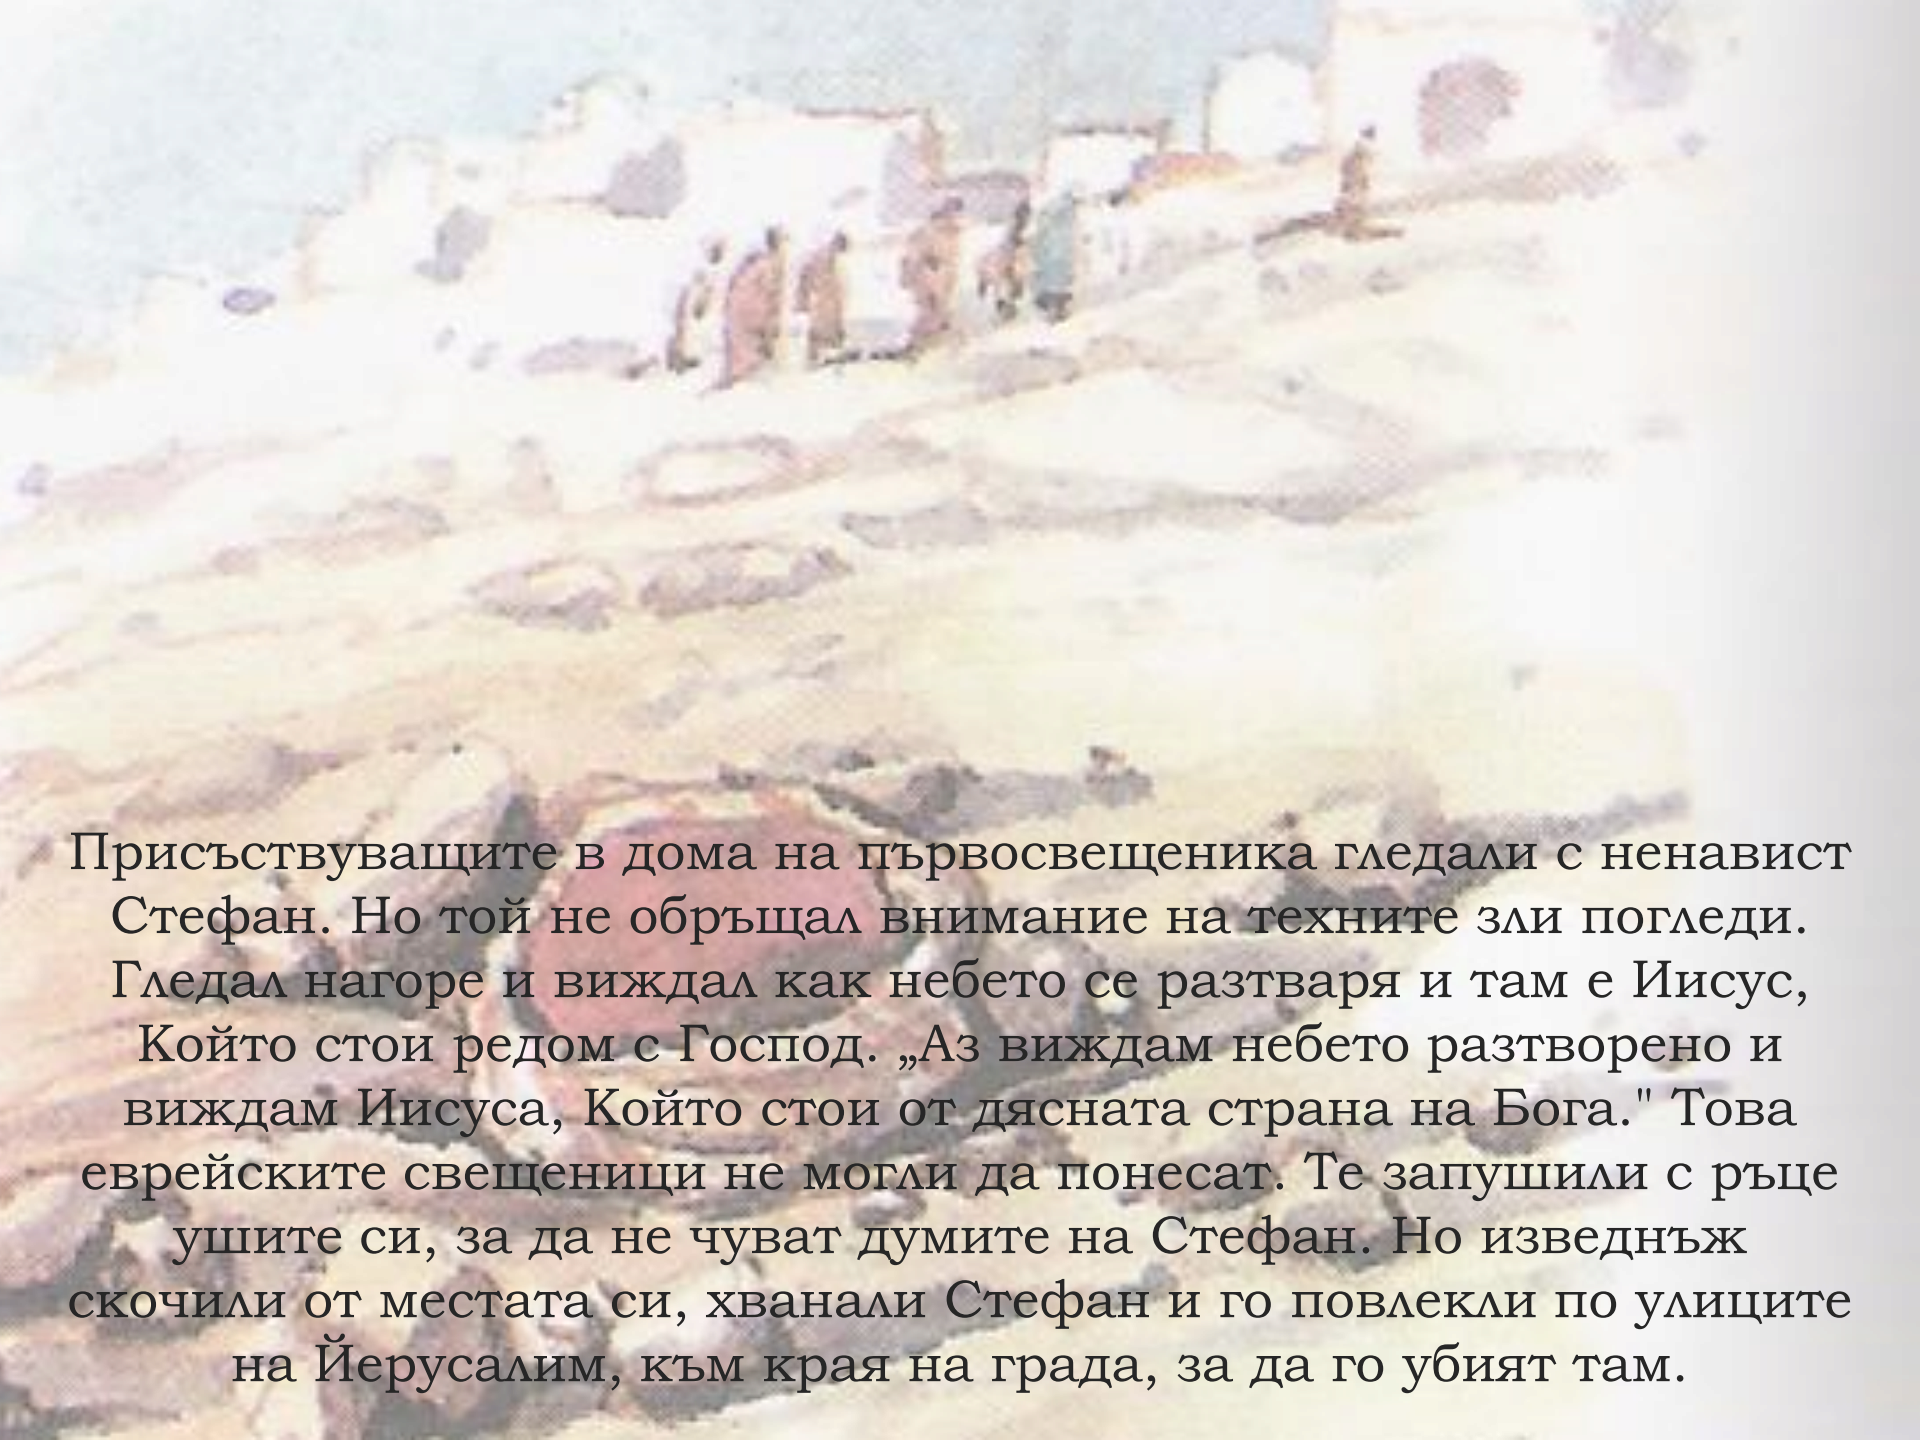 Присъствуващите в дома на първосвещеника гледали с ненавист
Стефан. Но той не обръщал внимание на техните зли погледи.
Гледал нагоре и виждал как небето се разтваря и там е Иисус,
Който стои редом с Господ. „Аз виждам небето разтворено и
виждам Иисуса, Който стои от дясната страна на Бога." Това
еврейските свещеници не могли да понесат. Те запушили с ръце
ушите си, за да не чуват думите на Стефан. Но изведнъж
скочили от местата си, хванали Стефан и го повлекли по улиците
на Йерусалим, към края на града, за да го убият там.